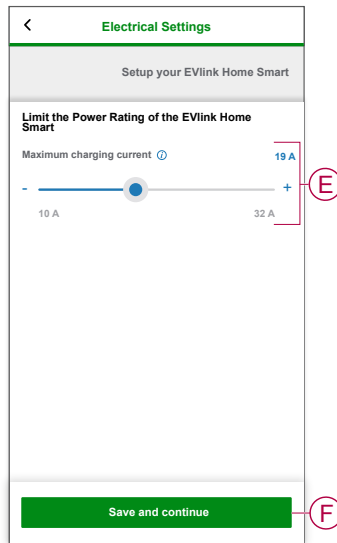 Electrical Settings
Setup your EVlink Home Smart
Limit the Power Rating of the EVlink Home
Smart
Maximum charging current i
19 A
- +
10 A 32 A
E
Save and continue
F